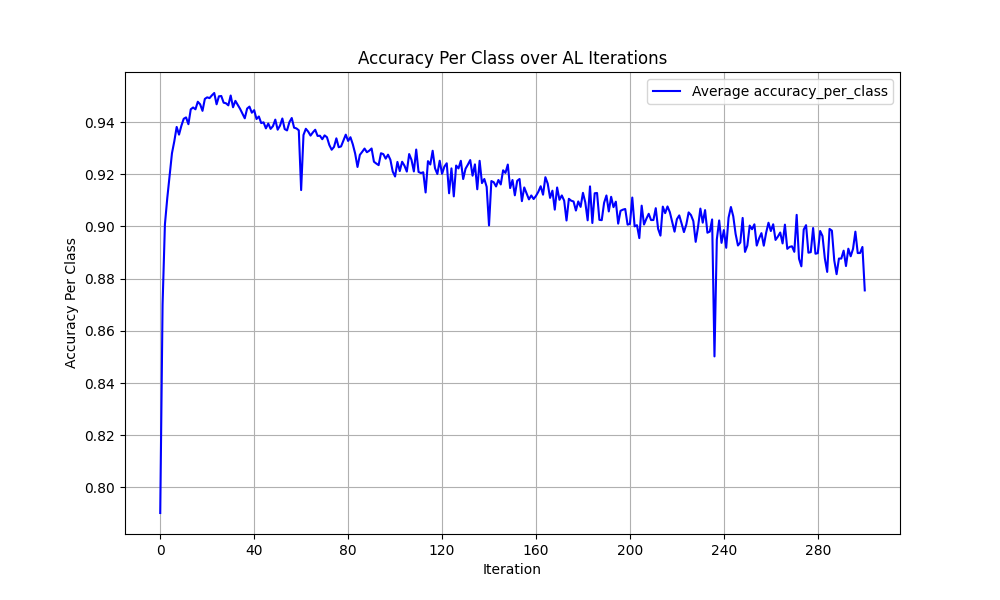 Accuracy Per Class over AL Iterations
Average accuracy_per_class
Accuracy Per Class
0.94
0.92
0.90
0.88
0.86
0.84
0.82
0.80
0 40 80 120 160 200 240 280
Iteration